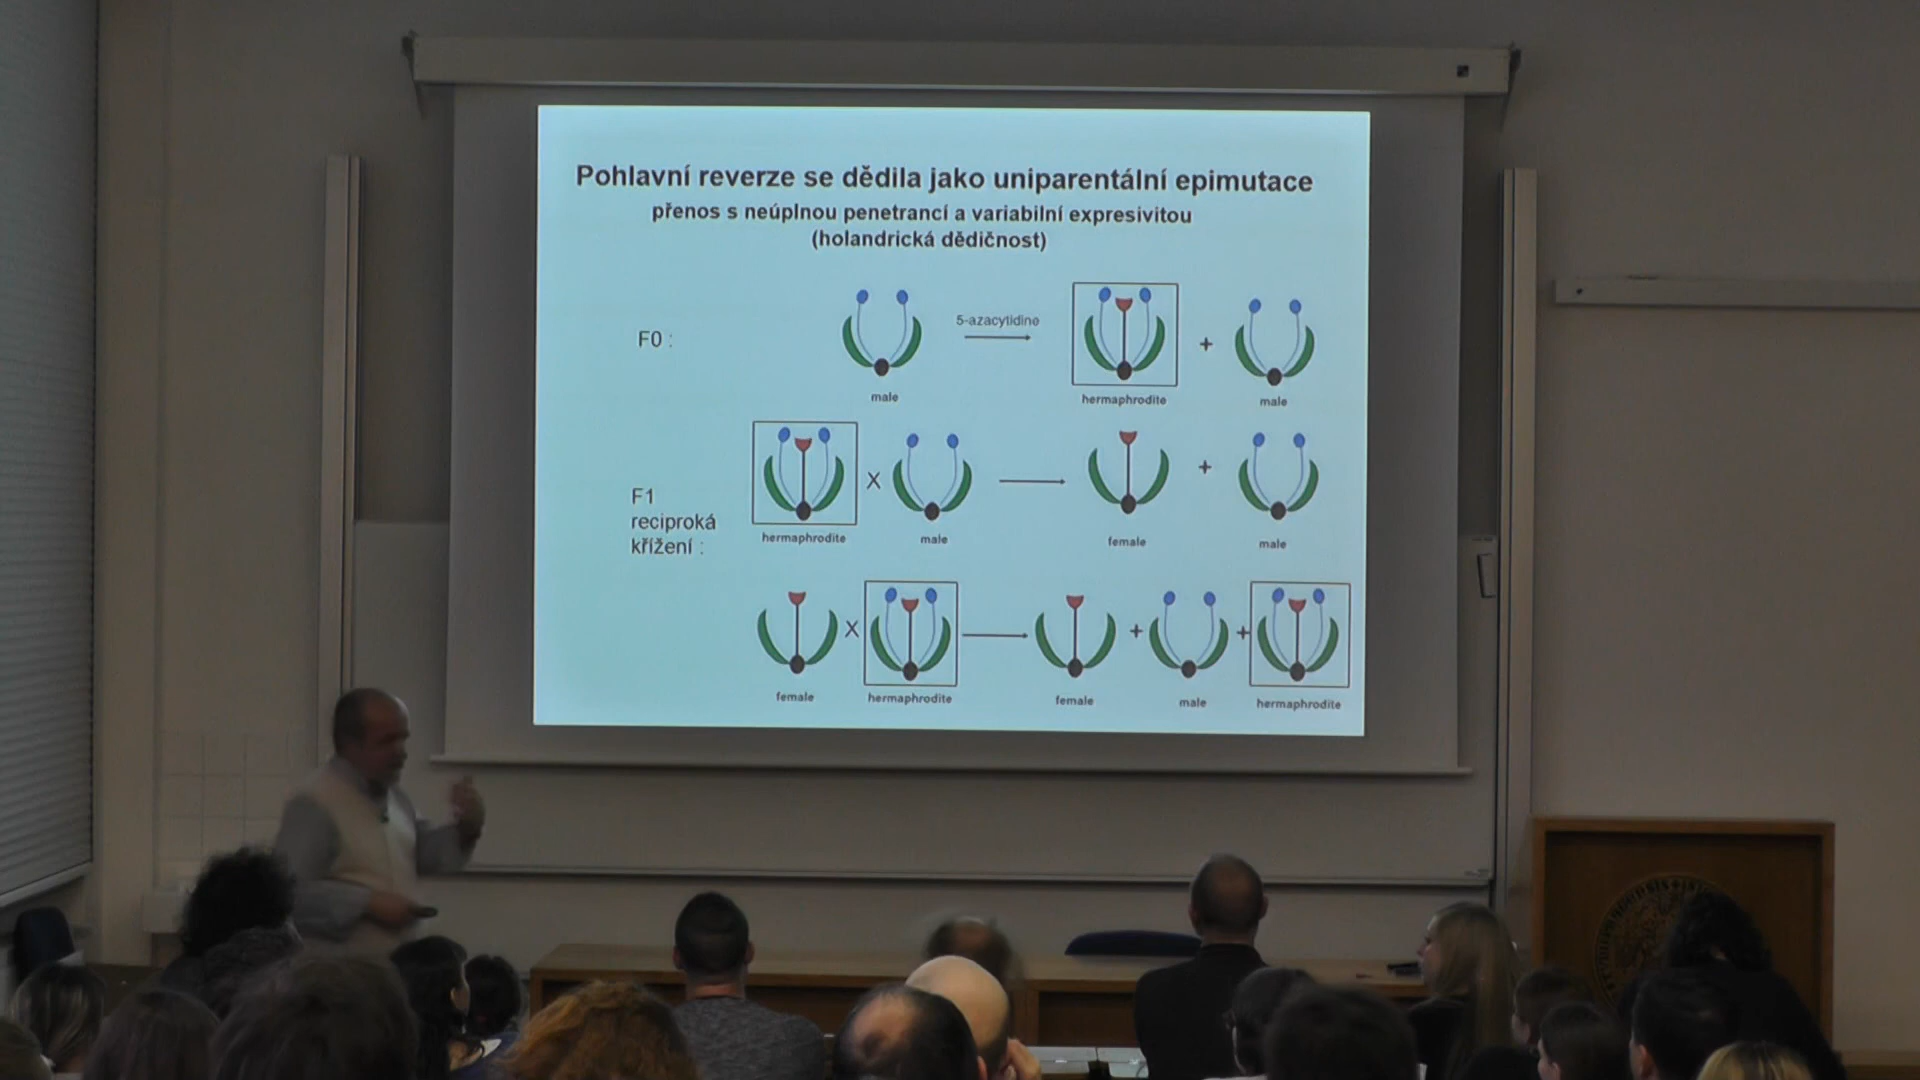 Pohlavní reverze se dědila jako uniparentální epimutace
přenos s neúplnou penetrancí a variabilní expresivitou
(holandrická dědičnost)
F0 :
5-azacytidine
+
male
hermaphrodite
male
F1
reciproká
křížení :
X
+
hermaphrodite
male
female
male
X
+
+
female
hermaphrodite
female
male
hermaphrodite